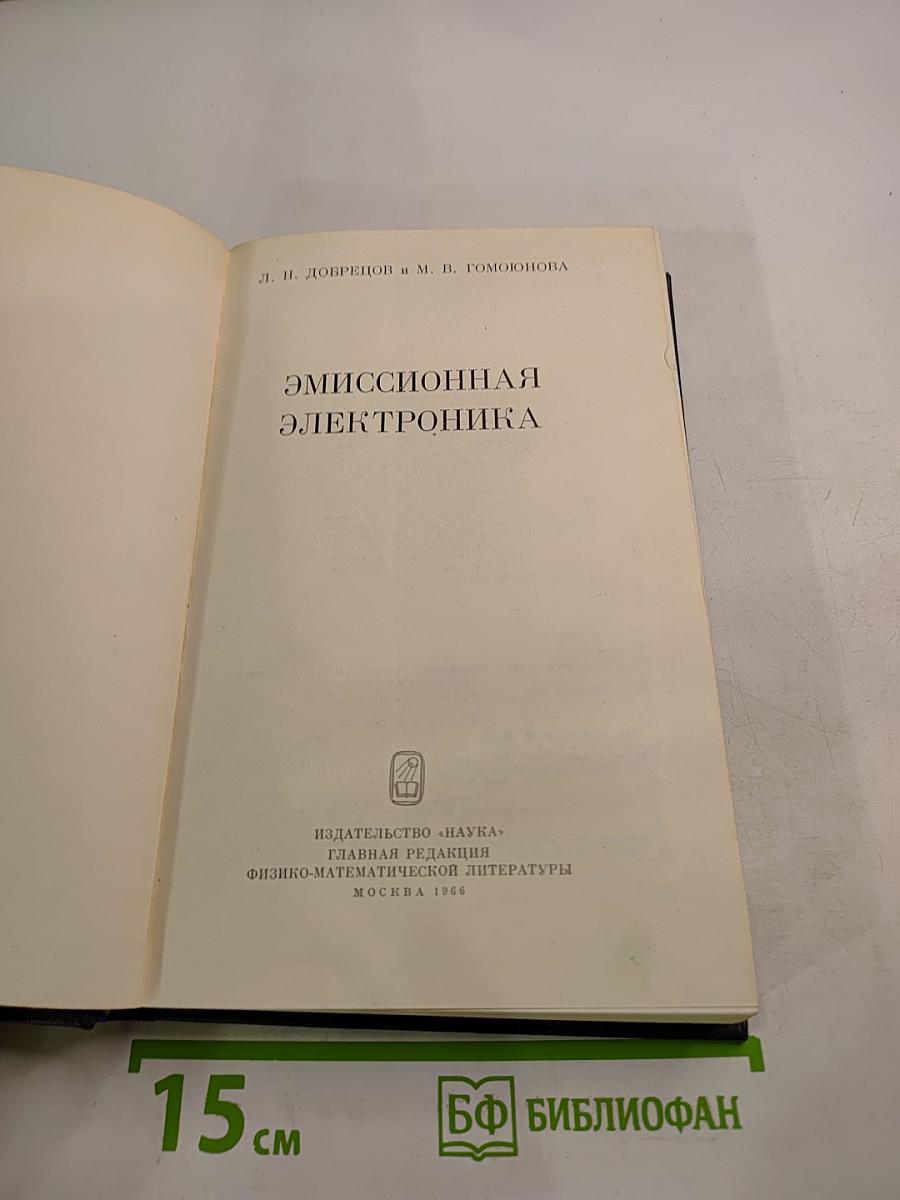 Л. Н. ДОБРЕЦОВ и М. В. ГОМОЮНОВА
ЭМИССИОННАЯ
ЭЛЕКТРОНИКА
ИЗДАТЕЛЬСТВО «НАУКА»
ГЛАВНАЯ РЕДАКЦИЯ
ФИЗИКО-МАТЕМАТИЧЕСКОЙ ЛИТЕРАТУРЫ
МОСКВА 1966
15 см
БФ БИБЛИОФАН